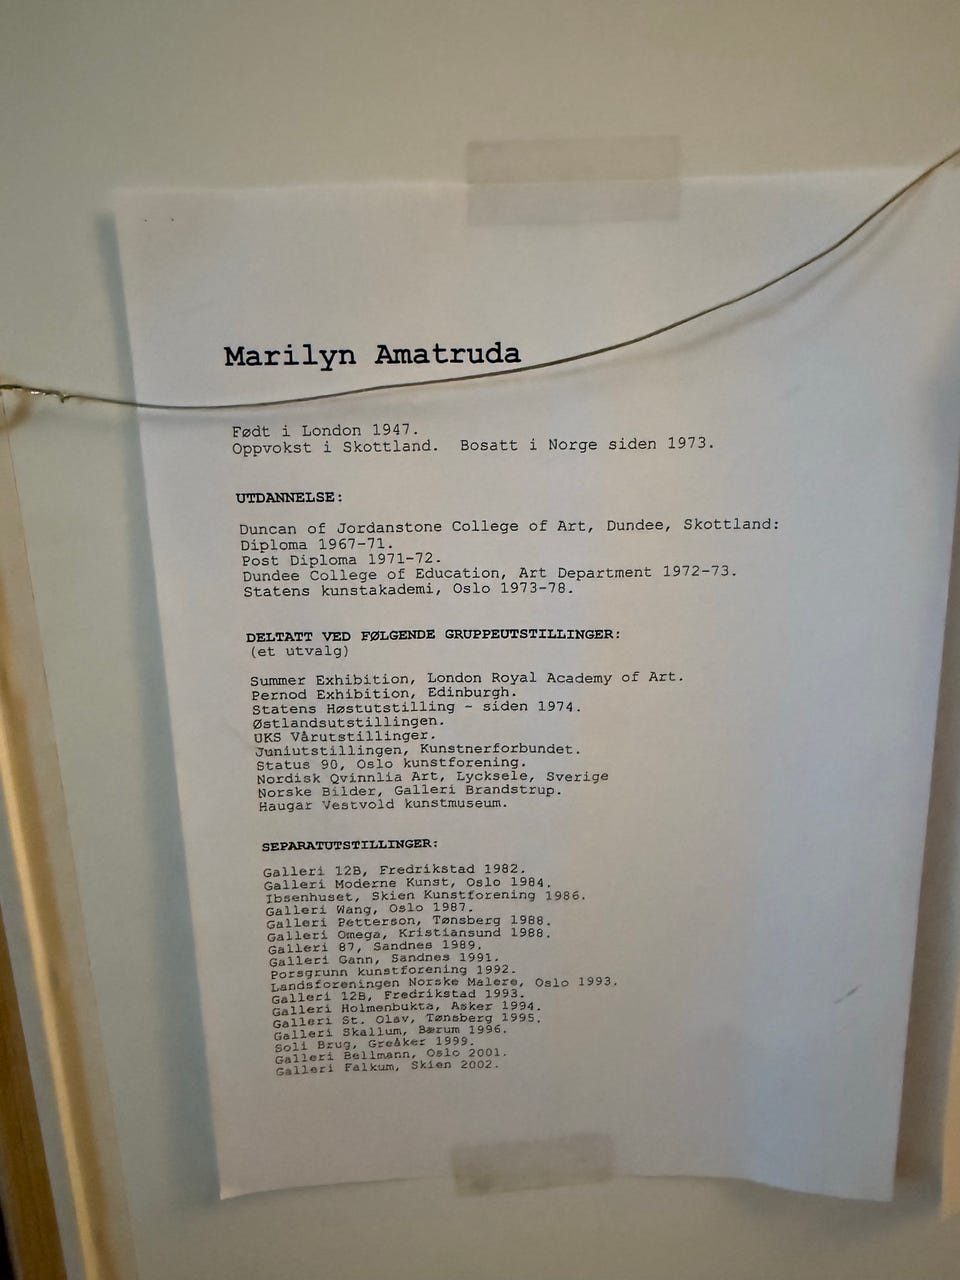 Marilyn Amatruda
Født i London 1947.
Oppvokst i Skottland. Bosatt i Norge siden 1973.
UTDANNELSE:
Duncan of Jordanstone College of Art, Dundee, Skottland:
Diploma 1967-71.
Post Diploma 1971-72.
Dundee College of Education, Art Department 1972-73.
Statens kunstakademi, Oslo 1973-78.
DELTATT VED FØLGENDE GRUPPEUTSTILLINGER:
(et utvalg)
Summer Exhibition, London Royal Academy of Art.
Pernod Exhibition, Edinburgh.
Statens Høstutstilling - siden 1974.
Østlandsutstillingen.
UKS Vårutstillinger.
Juniutstillingen, Kunstnerforbundet.
Status 90, Oslo kunstforening.
Nordisk Qvinnlia Art, Lycksele, Sverige
Norske Bilder, Galleri Brandstrup.
Haugar Vestvold kunstmuseum.
SEPARATUTSTILLINGER:
Galleri 12B, Fredrikstad 1982.
Galleri Moderne Kunst, Oslo 1984.
Ibsenhuset, Skien Kunstforening 1986.
Galleri Wang, Oslo 1987.
Galleri Petterson, Tønsberg 1988.
Galleri Omega, Kristiansund 1988.
Galleri 87, Sandnes 1989.
Galleri Gann, Sandnes 1991.
Porsgrunn kunstforening 1992.
Landsforeningen Norske Malere, Oslo 1993.
Galleri 12B, Fredrikstad 1993.
Galleri Holmenbukta, Asker 1994.
Galleri St. Olav, Tønsberg 1995.
Galleri Skallum, Bærum 1996.
Soli Brug, Greåker 1999.
Galleri Bellmann, Oslo 2001.
Galleri Falkum, Skien 2002.